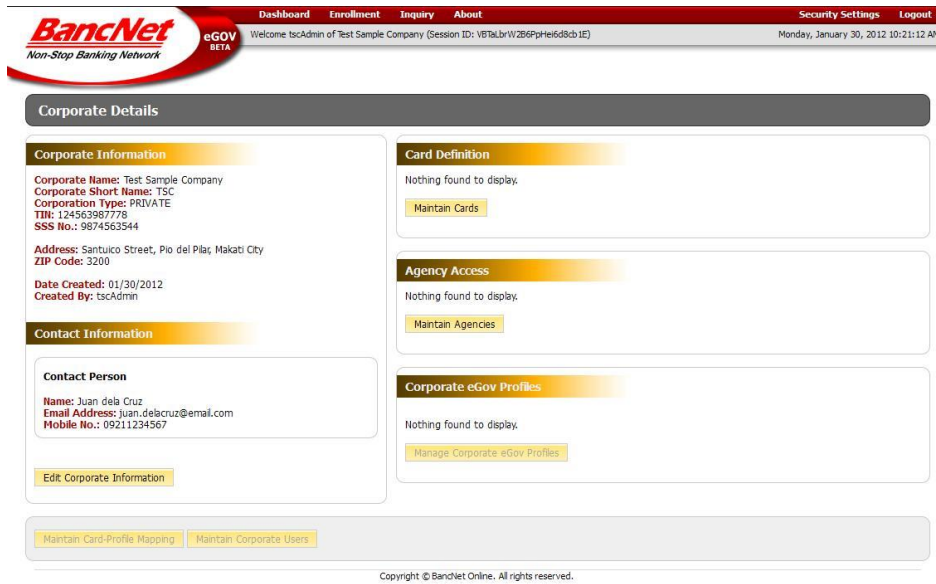 Dashboard Enrollment Inquiry About Security Settings Logout
BancNet eGOV
BETA
Non-Stop Banking Network
Welcome tscAdmin of Test Sample Company (Session ID: VBTaLbrW2B6PpHei6d8cb1E) Monday, January 30, 2012 10:21:12 AM
Corporate Details
Corporate Information
Corporate Name: Test Sample Company
Corporate Short Name: TSC
Corporation Type: PRIVATE
TIN: 124563987778
SSS No.: 9874563544
Address: Santuico Street, Pio del Pilar, Makati City
ZIP Code: 3200
Date Created: 01/30/2012
Created By: tscAdmin
Contact Information
Contact Person
Name: Juan dela Cruz
Email Address: juan.delacruz@email.com
Mobile No.: 09211234567
Edit Corporate Information
Card Definition
Nothing found to display.
Maintain Cards
Agency Access
Nothing found to display.
Maintain Agencies
Corporate eGov Profiles
Nothing found to display.
Manage Corporate eGov Profiles
Maintain Card-Profile Mapping Maintain Corporate Users
Copyright © BancNet Online. All rights reserved.